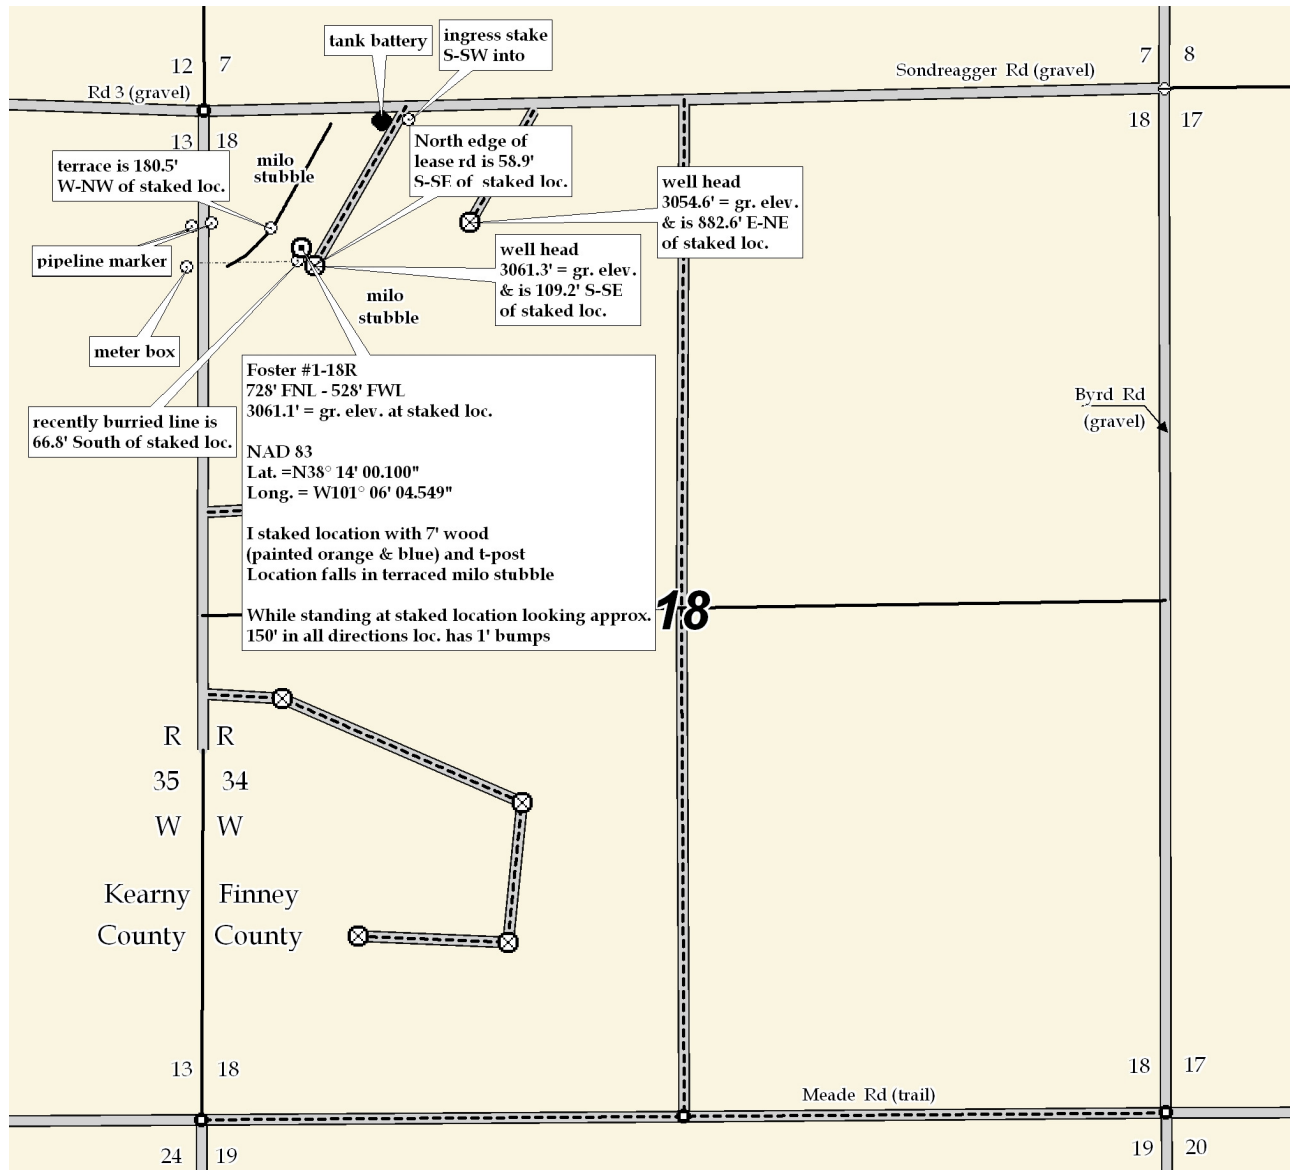 tank battery
ingress stake
S-SW into
12 7
7 8
Rd 3 (gravel)
Sondreagger Rd (gravel)
13 18
18 17
terrace is 180.5'
W-NW of staked loc.
milo
stubble
North edge of
lease rd is 58.9'
S-SE of staked loc.
well head
3054.6' = gr. elev.
& is 882.6' E-NE
of staked loc.
pipeline marker
well head
3061.3' = gr. elev.
& is 109.2' S-SE
of staked loc.
milo
stubble
meter box
Foster #1-18R
728' FNL - 528' FWL
3061.1' = gr. elev. at staked loc.
NAD 83
Lat. =N38° 14' 00.100"
Long. = W101° 06' 04.549"
I staked location with 7' wood
(painted orange & blue) and t-post
Location falls in terraced milo stubble
While standing at staked location looking approx.
150' in all directions loc. has 1' bumps
recently burried line is
66.8' South of staked loc.
Byrd Rd
(gravel)
18
R R
35 34
W W
Kearny Finney
County County
13 18
18 17
Meade Rd (trail)
24 19
19 20